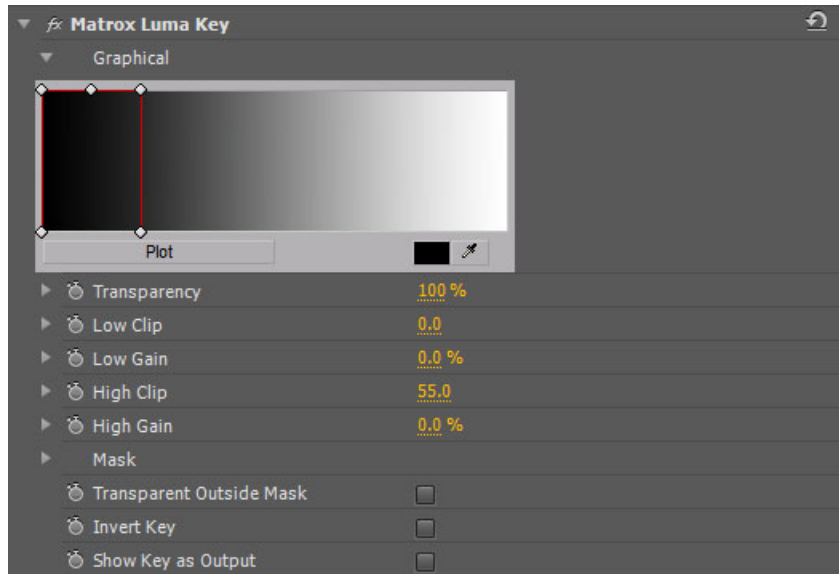 fx Matrox Luma Key
Graphical
Plot
Transparency 100 %
Low Clip 0.0
Low Gain 0.0 %
High Clip 55.0
High Gain 0.0 %
Mask
Transparent Outside Mask
Invert Key
Show Key as Output